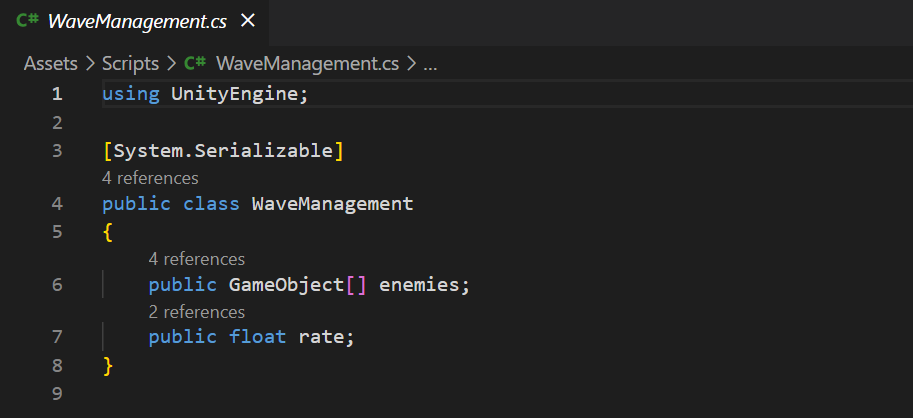 C# WaveManagement.cs ×
Assets > Scripts > C# WaveManagement.cs > ...
1 using UnityEngine;
2
3 [System.Serializable]
4 references
4 public class WaveManagement
5 {
4 references
6 public GameObject[] enemies;
2 references
7 public float rate;
8 }
9